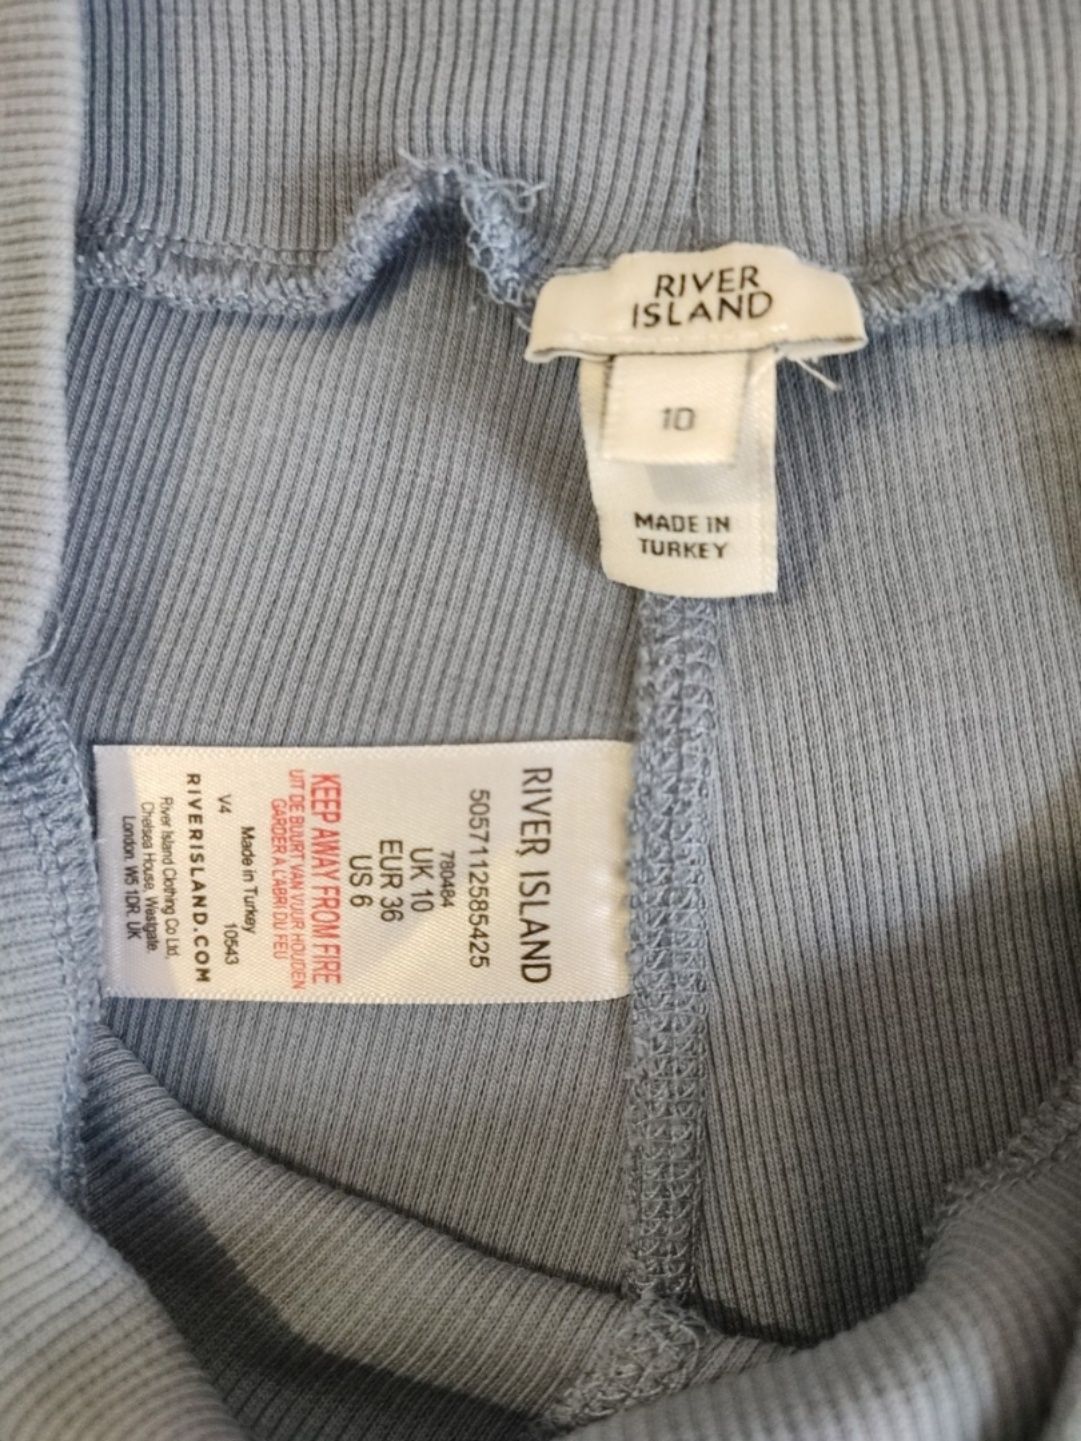 RIVER
ISLAND
10
MADE IN
TURKEY
RIVER ISLAND
5057112585425
780484
UK 10
EUR 36
US 6
KEEP AWAY FROM FIRE
UIT DE BUURT VAN VUUR HOUDEN
GARDER A L'ABRI DU FEU
Made in Turkey
V4 10543
RIVERISLAND.COM
River Island Clothing Co Ltd,
Chelsea House, Westgate,
London. W5 1DR. UK